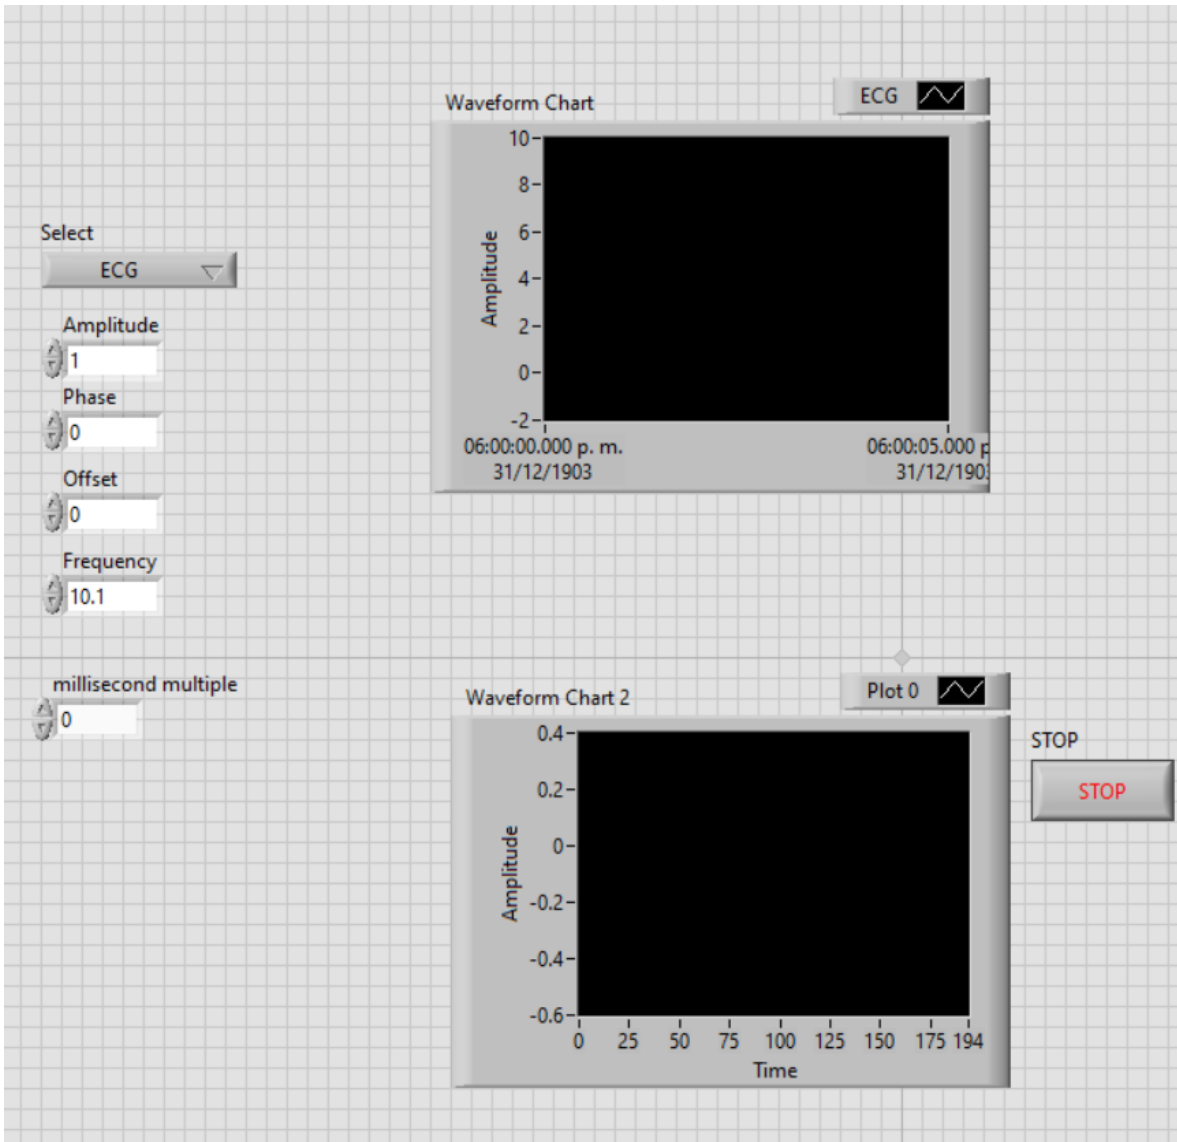 Waveform Chart
ECG
10
8
6
4
2
0
-2
Amplitude
06:00:00.000 p. m.
31/12/1903
06:00:05.000 p
31/12/190
Select
ECG
Amplitude
1
Phase
0
Offset
0
Frequency
10.1
millisecond multiple
0
Waveform Chart 2
Plot 0
0.4
0.2
0
-0.2
-0.4
-0.6
Amplitude
0 25 50 75 100 125 150 175 194
Time
STOP
STOP